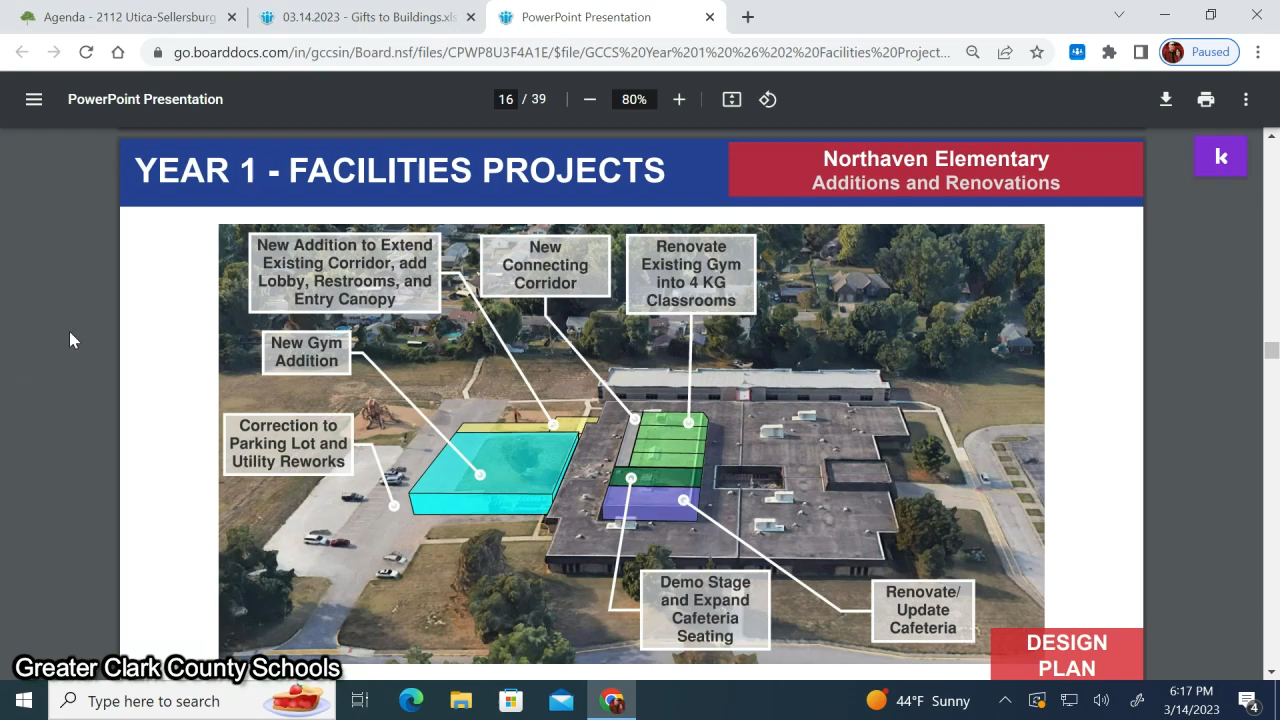 Agenda - 2112 Utica-Sellersburg
03.14.2023 - Gifts to Buildings.xls
PowerPoint Presentation
go.boarddocs.com/in/gccsin/Board.nsf/files/CPWP8U3F4A1E/$file/GCCS%20Year%201%20%26%202%20Facilities%20Project...
Paused
PowerPoint Presentation
16 / 39
80%
k
YEAR 1 - FACILITIES PROJECTS
Northaven Elementary
Additions and Renovations
New Addition to Extend
Existing Corridor, add
Lobby, Restrooms, and
Entry Canopy
New
Connecting
Corridor
Renovate
Existing Gym
into 4 KG
Classrooms
New Gym
Addition
Correction to
Parking Lot and
Utility Reworks
Demo Stage
and Expand
Cafeteria
Seating
Renovate/
Update
Cafeteria
DESIGN
PLAN
Greater Clark County Schools
Type here to search
44°F Sunny
6:17 PM
3/14/2023
4